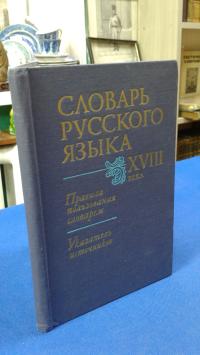 СЛОВАРЬ
РУССКОГО
ЯЗЫКА
XVIII
века
Правила
пользования
словарем
Указатель
источников